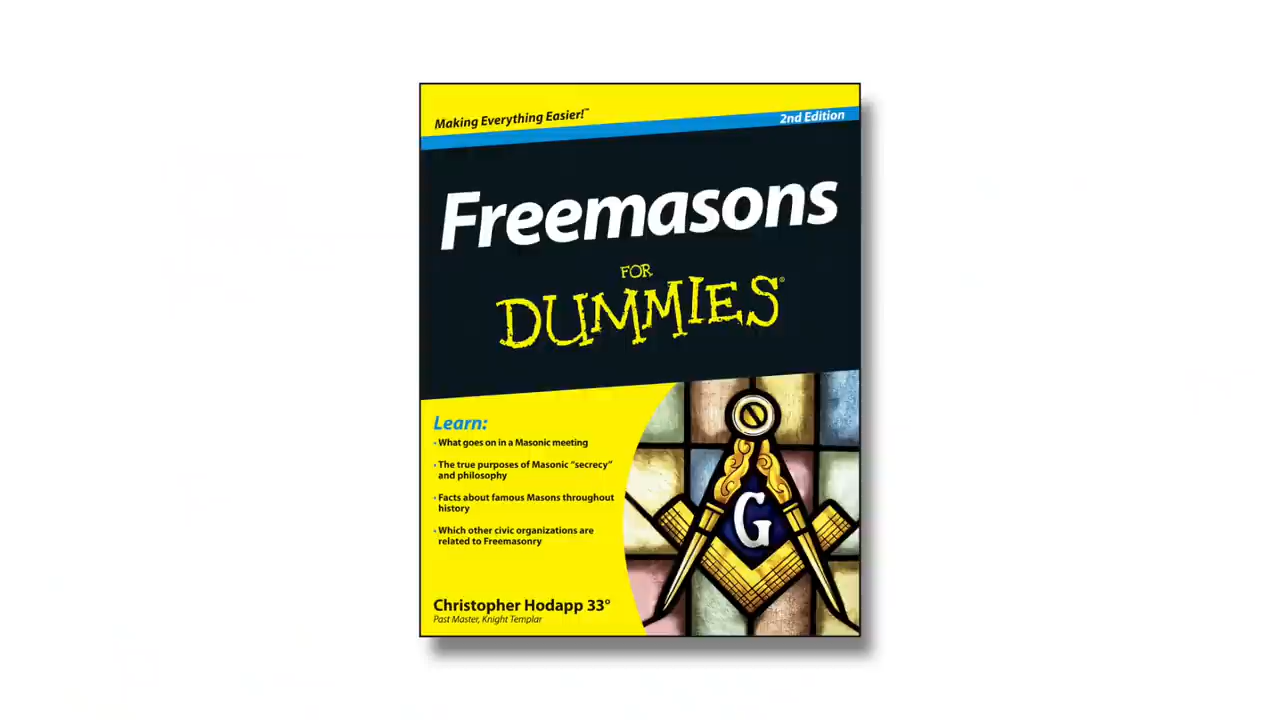 Making Everything Easier!™
2nd Edition
Freemasons
FOR
DUMMIES®
Learn:
• What goes on in a Masonic meeting
• The true purposes of Masonic “secrecy”
and philosophy
• Facts about famous Masons throughout
history
• Which other civic organizations are
related to Freemasonry
G
Christopher Hodapp 33°
Past Master, Knight Templar